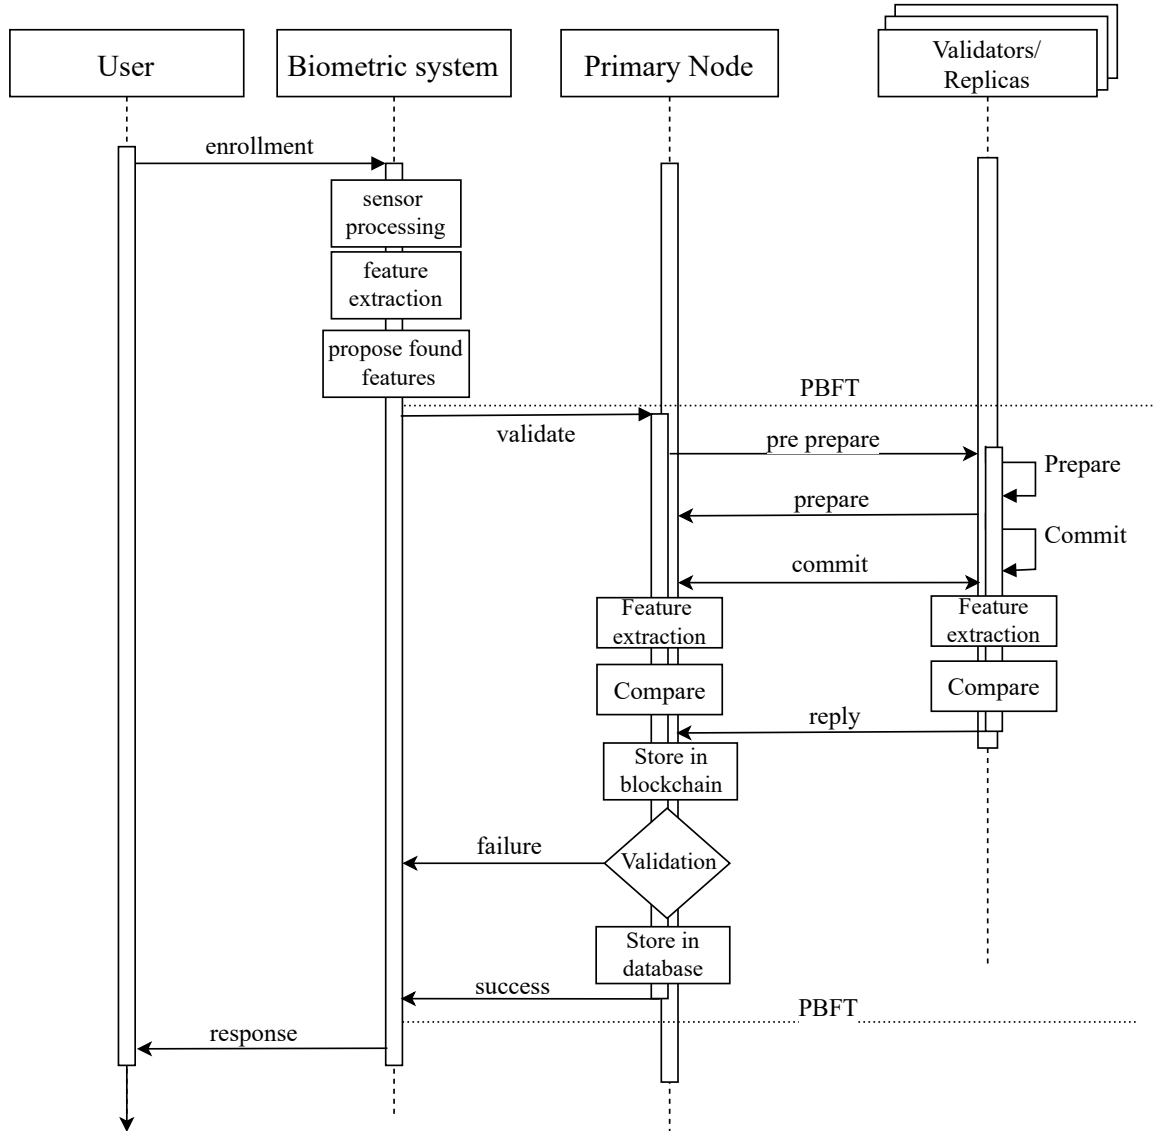 User
Biometric system
Primary Node
Validators/
Replicas
enrollment
sensor
processing
feature
extraction
propose found
features
PBFT
validate
pre prepare
Prepare
prepare
Commit
commit
Feature
extraction
Feature
extraction
Compare
Compare
reply
Store in
blockchain
failure
Validation
Store in
database
success
PBFT
response